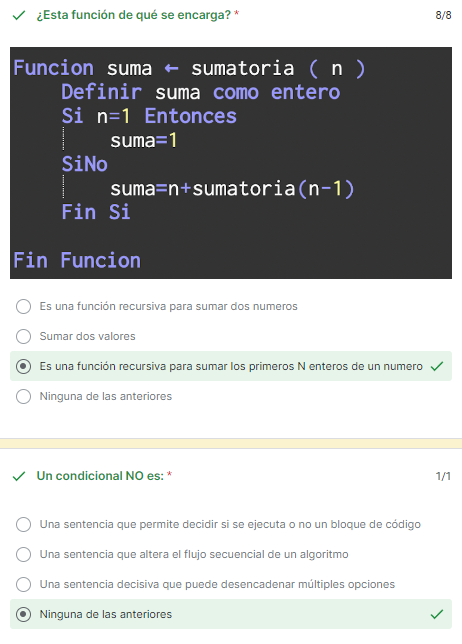 ¿Esta función de qué se encarga? *
8/8
Funcion suma ← sumatoria ( n )
Definir suma como entero
Si n=1 Entonces
suma=1
SiNo
suma=n+sumatoria(n-1)
Fin Si
Fin Funcion
Es una función recursiva para sumar dos numeros
Sumar dos valores
Es una función recursiva para sumar los primeros N enteros de un numero
Ninguna de las anteriores
Un condicional NO es: *
1/1
Una sentencia que permite decidir si se ejecuta o no un bloque de código
Una sentencia que altera el flujo secuencial de un algoritmo
Una sentencia decisiva que puede desencadenar múltiples opciones
Ninguna de las anteriores